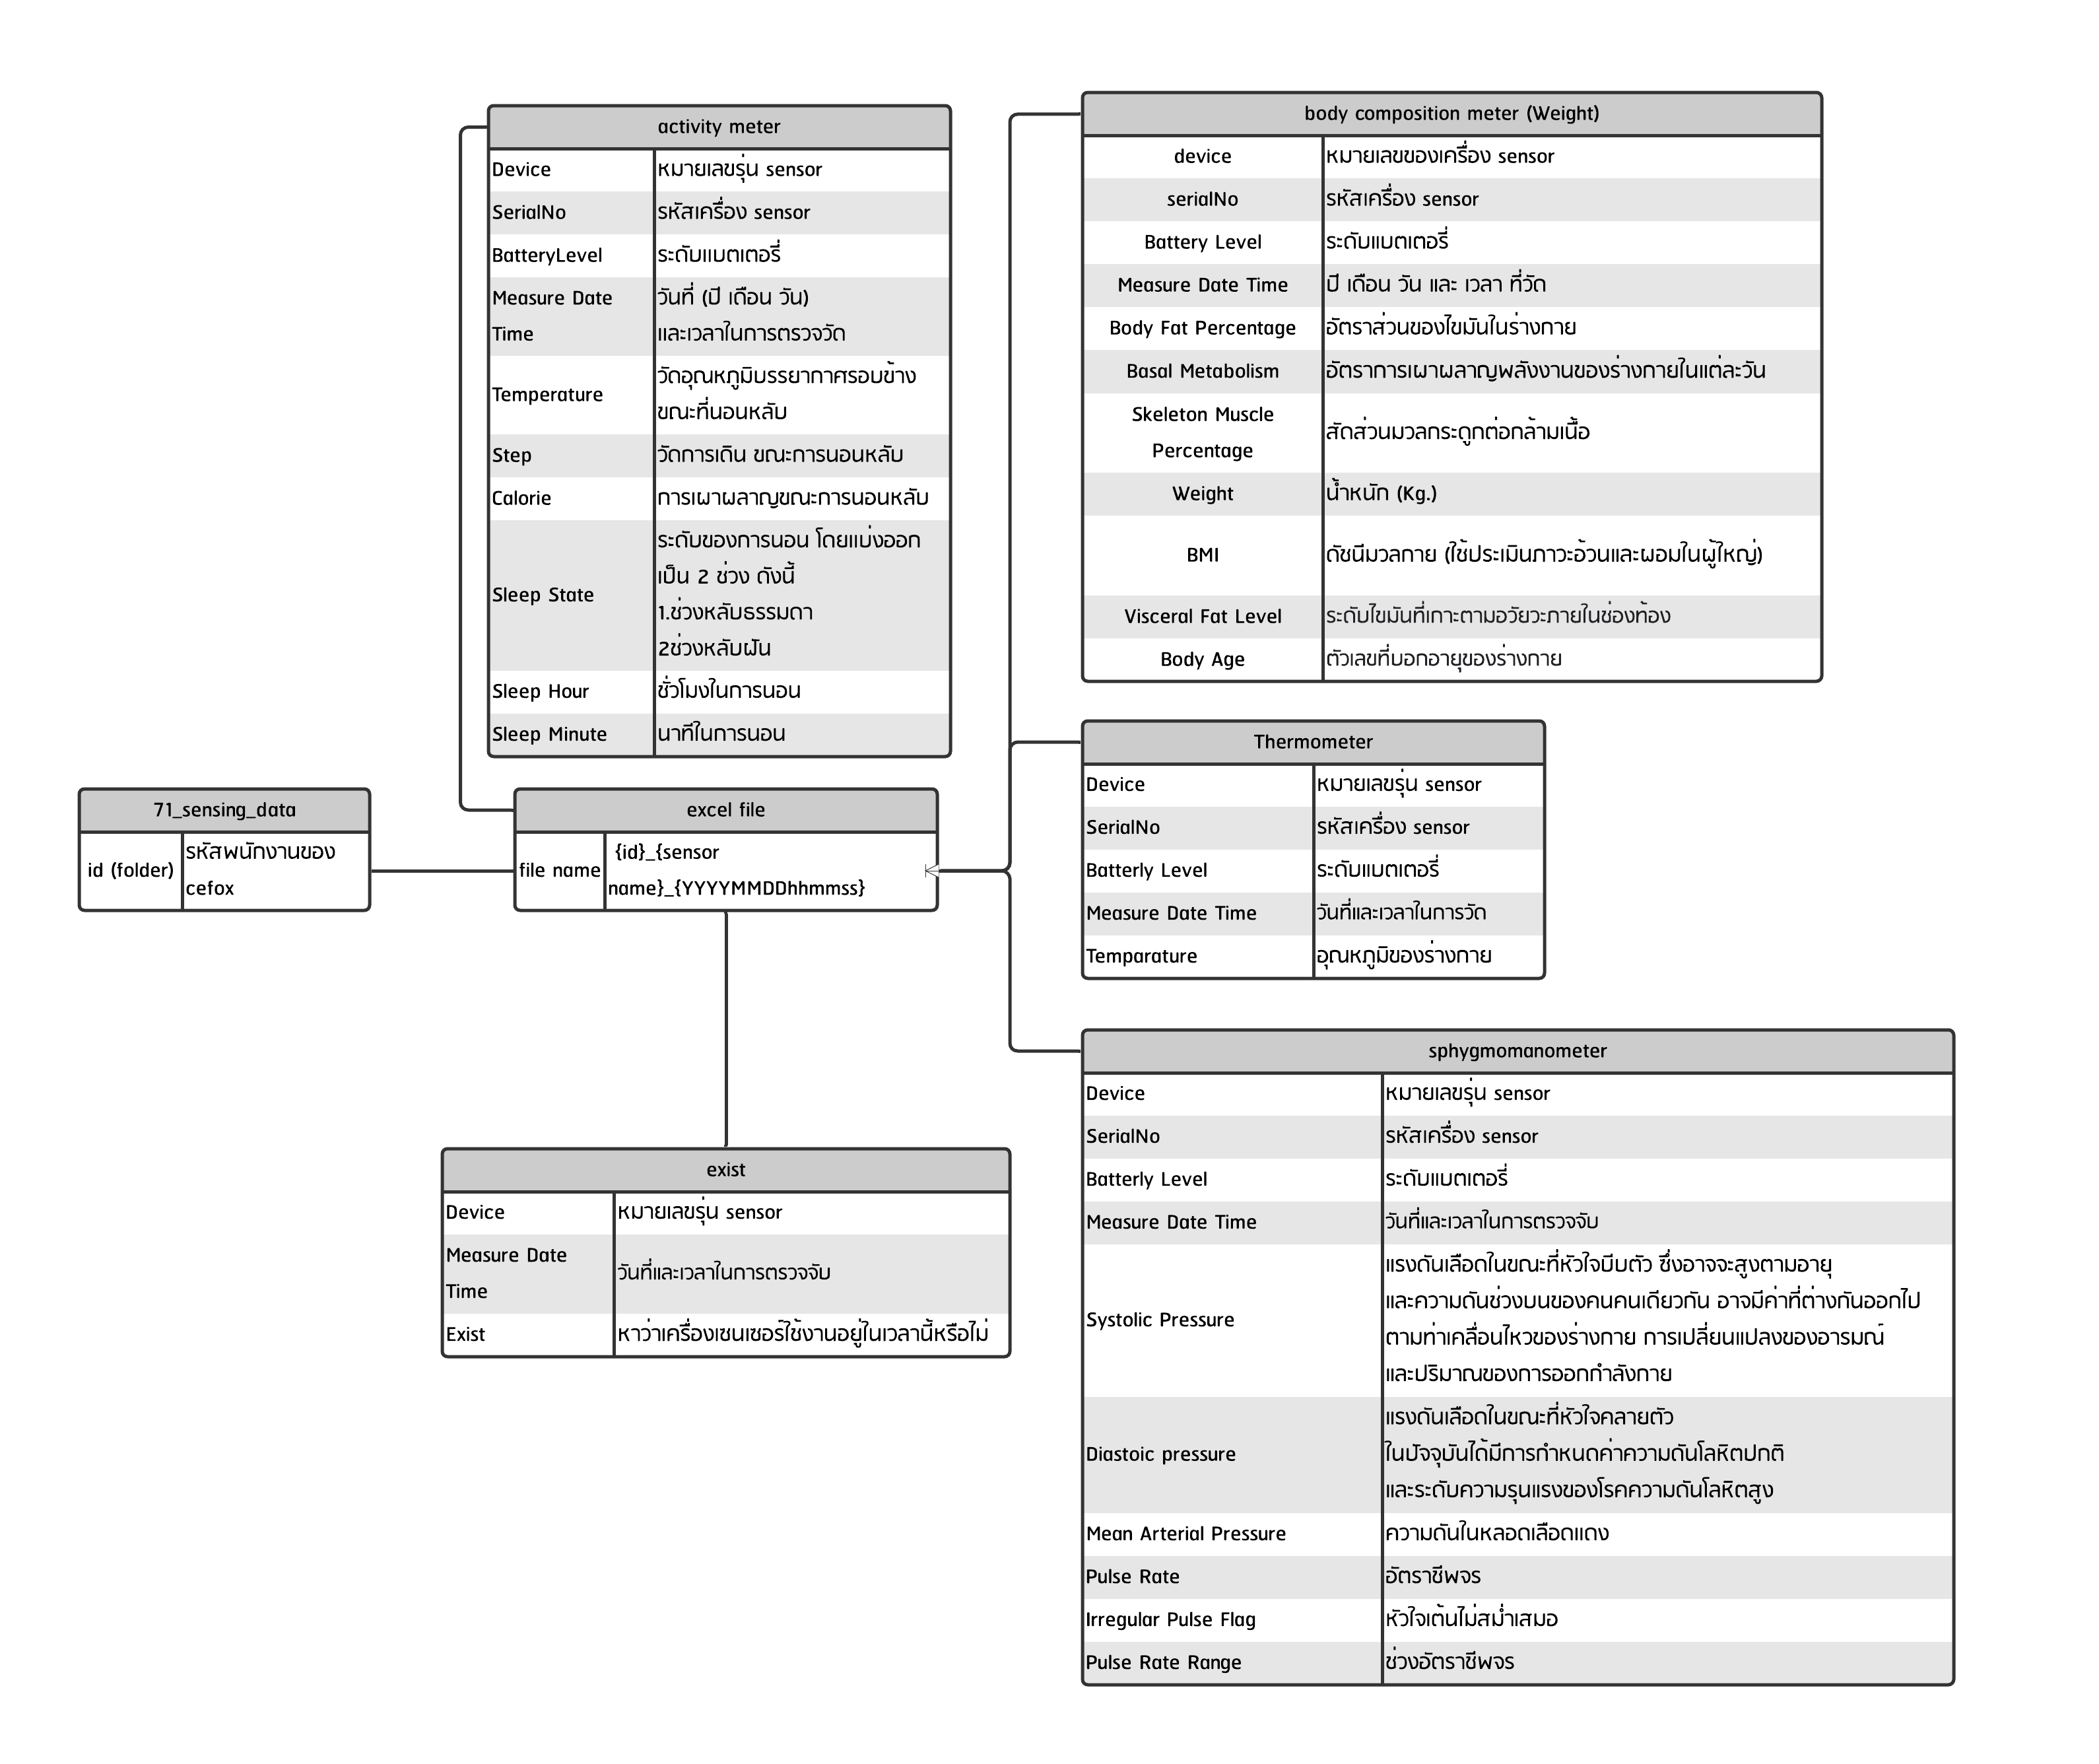 activity meter
Device หมายเลขรุ่น sensor
SerialNo รหัสเครื่อง sensor
BatteryLevel ระดับแบตเตอรี่
Measure Date วันที่ (ปี เดือน วัน)
Time และเวลาในการตรวจวัด
Temperature วัดอุณหภูมิบรรยากาศรอบข้าง
ขณะที่นอนหลับ
Step วัดการเดิน ขณะการนอนหลับ
Calorie การเผาผลาญขณะการนอนหลับ
Sleep State ระดับของการนอน โดยแบ่งออก
เป็น 2 ช่วง ดังนี้
1.ช่วงหลับธรรมดา
2ช่วงหลับฝัน
Sleep Hour ชั่วโมงในการนอน
Sleep Minute นาทีในการนอน
body composition meter (Weight)
device หมายเลขของเครื่อง sensor
serialNo รหัสเครื่อง sensor
Battery Level ระดับแบตเตอรี่
Measure Date Time ปี เดือน วัน และ เวลา ที่วัด
Body Fat Percentage อัตราส่วนของไขมันในร่างกาย
Basal Metabolism อัตราการเผาผลาญพลังงานของร่างกายในแต่ละวัน
Skeleton Muscle
Percentage สัดส่วนมวลกระดูกต่อกล้ามเนื้อ
Weight น้ำหนัก (Kg.)
BMI ดัชนีมวลกาย (ใช้ประเมินภาวะอ้วนและผอมในผู้ใหญ่)
Visceral Fat Level ระดับไขมันที่เกาะตามอวัยวะภายในช่องท้อง
Body Age ตัวเลขที่บอกอายุของร่างกาย
71_sensing_data
id (folder) รหัสพนักงานของ
cefox
excel file
file name {id}_{sensor
name}_{YYYYMMDDhhmmss}
Thermometer
Device หมายเลขรุ่น sensor
SerialNo รหัสเครื่อง sensor
Batterly Level ระดับแบตเตอรี่
Measure Date Time วันที่และเวลาในการวัด
Temparature อุณหภูมิของร่างกาย
exist
Device หมายเลขรุ่น sensor
Measure Date
Time วันที่และเวลาในการตรวจจับ
Exist หาว่าเครื่องเซนเซอร์ใช้งานอยู่ในเวลานี้หรือไม่
sphygmomanometer
Device หมายเลขรุ่น sensor
SerialNo รหัสเครื่อง sensor
Batterly Level ระดับแบตเตอรี่
Measure Date Time วันที่และเวลาในการตรวจจับ
Systolic Pressure แรงดันเลือดในขณะที่หัวใจบีบตัว ซึ่งอาจจะสูงตามอายุ
และความดันช่วงบนของคนคนเดียวกัน อาจมีค่าที่ต่างกันออกไป
ตามท่าเคลื่อนไหวของร่างกาย การเปลี่ยนแปลงของอารมณ์
และปริมาณของการออกกำลังกาย
Diastoic pressure แรงดันเลือดในขณะที่หัวใจคลายตัว
ในปัจจุบันได้มีการกำหนดค่าความดันโลหิตปกติ
และระดับความรุนแรงของโรคความดันโลหิตสูง
Mean Arterial Pressure ความดันในหลอดเลือดแดง
Pulse Rate อัตราชีพจร
Irregular Pulse Flag หัวใจเต้นไม่สม่ำเสมอ
Pulse Rate Range ช่วงอัตราชีพจร